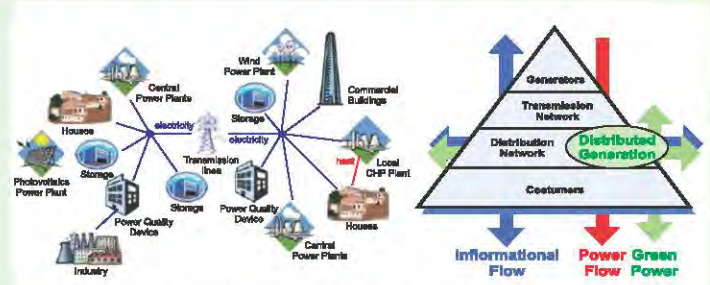 Central
Power Plants
Houses
electricity
Storage
Photovoltaics
Power Plant
Power Quality
Device
Storage
Industry
Transmission
lines
Wind
Power Plant
Storage
Commercial
Buildings
electricity
heat
Local
CHP Plant
Power Quality
Device
Houses
Central
Power Plants
Generators
Transmission
Network
Distribution
Network
Distributed
Generation
Costumers
Inflormational
Flow
Power
Flow
Green
Power